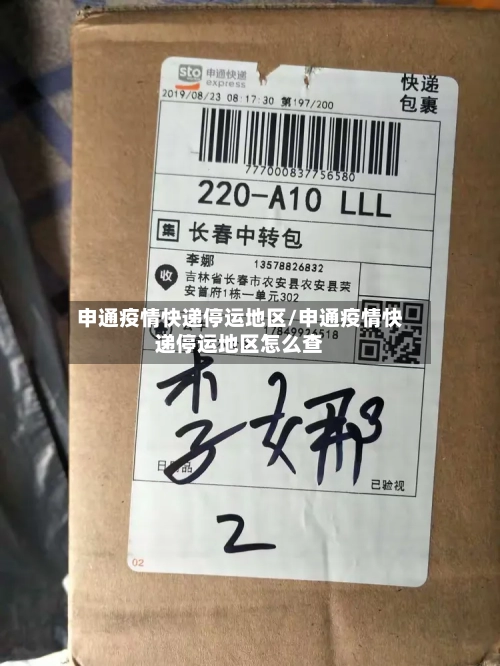 sto 申通快递
express
快递
包裹
2019/08/23 08:17:30 第197/200
777000837756580
220-A10 LLL
集 长春中转包
李娜 13578826832
收 吉林省长春市农安县农安县荣
安首府1栋一单元302
申通疫情快递停运地区/申通疫情快
递停运地区怎么查
李娜
已验视
2
02